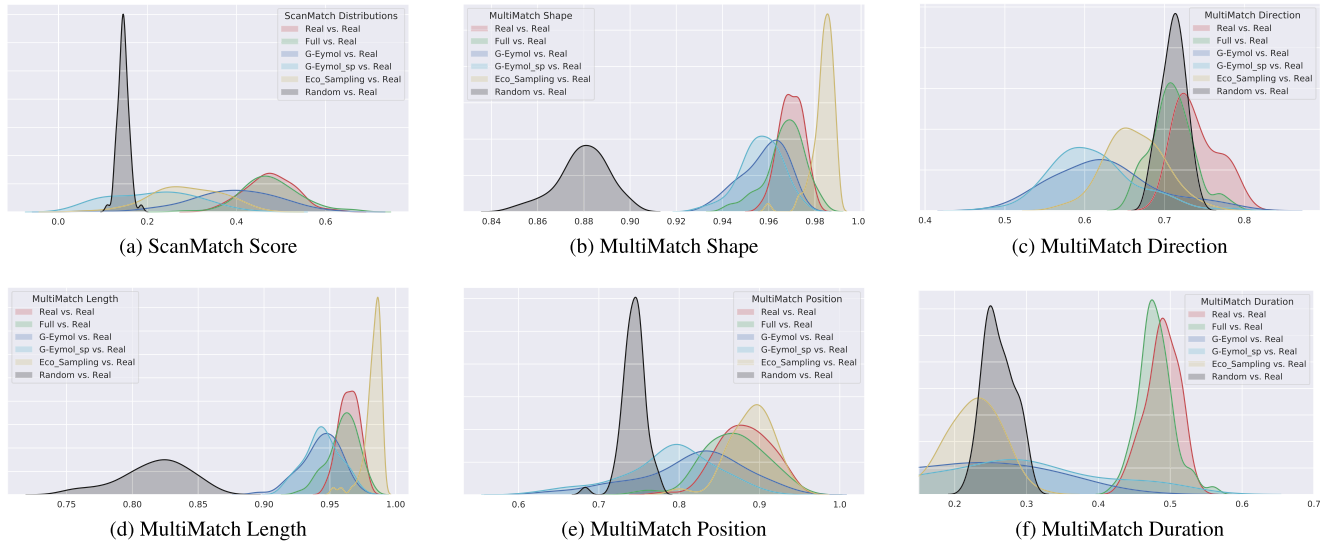 ScanMatch Distributions
Real vs. Real
Full vs. Real
G-Eymol vs. Real
G-Eymol_sp vs. Real
Eco_Sampling vs. Real
Random vs. Real
0.0 0.2 0.4 0.6
(a) ScanMatch Score
MultiMatch Shape
Real vs. Real
Full vs. Real
G-Eymol vs. Real
G-Eymol_sp vs. Real
Eco_Sampling vs. Real
Random vs. Real
0.84 0.86 0.88 0.90 0.92 0.94 0.96 0.98 1.0
(b) MultiMatch Shape
MultiMatch Direction
Real vs. Real
Full vs. Real
G-Eymol vs. Real
G-Eymol_sp vs. Real
Eco_Sampling vs. Real
Random vs. Real
0.4 0.5 0.6 0.7 0.8
(c) MultiMatch Direction
MultiMatch Length
Real vs. Real
Full vs. Real
G-Eymol vs. Real
G-Eymol_sp vs. Real
Eco_Sampling vs. Real
Random vs. Real
0.75 0.80 0.85 0.90 0.95 1.00
(d) MultiMatch Length
MultiMatch Position
Real vs. Real
Full vs. Real
G-Eymol vs. Real
G-Eymol_sp vs. Real
Eco_Sampling vs. Real
Random vs. Real
0.6 0.7 0.8 0.9 1.0
(e) MultiMatch Position
MultiMatch Duration
Real vs. Real
Full vs. Real
G-Eymol vs. Real
G-Eymol_sp vs. Real
Eco_Sampling vs. Real
Random vs. Real
0.2 0.3 0.4 0.5 0.6 0.7
(f) MultiMatch Duration